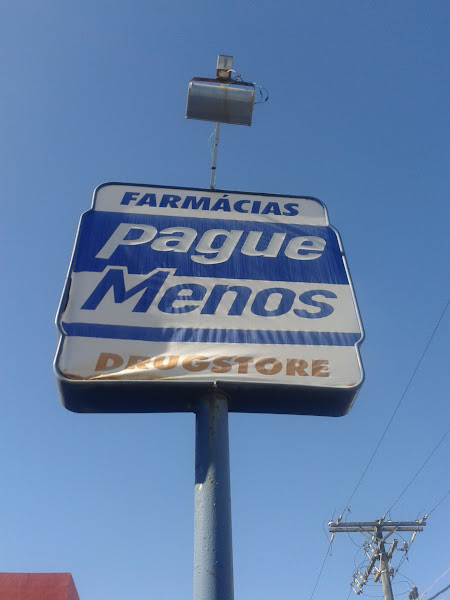 FARMÁCIAS
Pague
Menos
DRUGSTORE